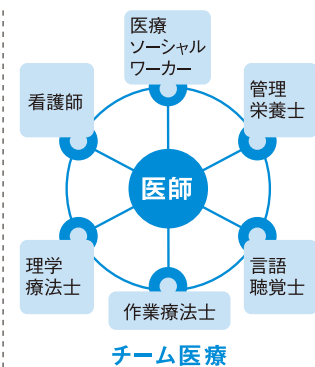 医療
ソーシャル
ワーカー
看護師
管理
栄養士
医師
理学
療法士
言語
聴覚士
作業療法士
チーム医療